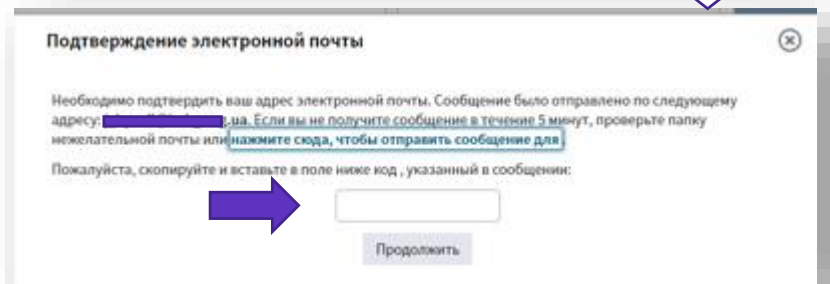 Подтверждение электронной почты
Необходимо подтвердить ваш адрес электронной почты. Сообщение было отправлено по следующему
адресу: .ua. Если вы не получите сообщение в течение 5 минут, проверьте папку
нежелательной почты или нажмите сюда, чтобы отправить сообщение для
Пожалуйста, скопируйте и вставьте в поле ниже код , указанный в сообщении:
Продолжить